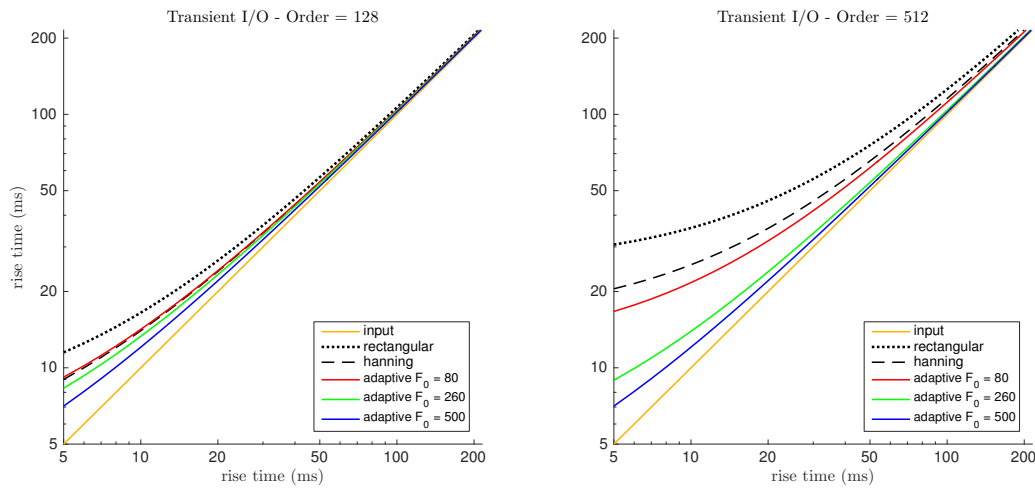 Transient I/O - Order = 128
200
100
50
20
10
5
rise time (ms)
input
rectangular
hanning
adaptive F0 = 80
adaptive F0 = 260
adaptive F0 = 500
5 10 20 50 100 200
rise time (ms)
Transient I/O - Order = 512
200
100
50
20
10
5
input
rectangular
hanning
adaptive F0 = 80
adaptive F0 = 260
adaptive F0 = 500
5 10 20 50 100 200
rise time (ms)